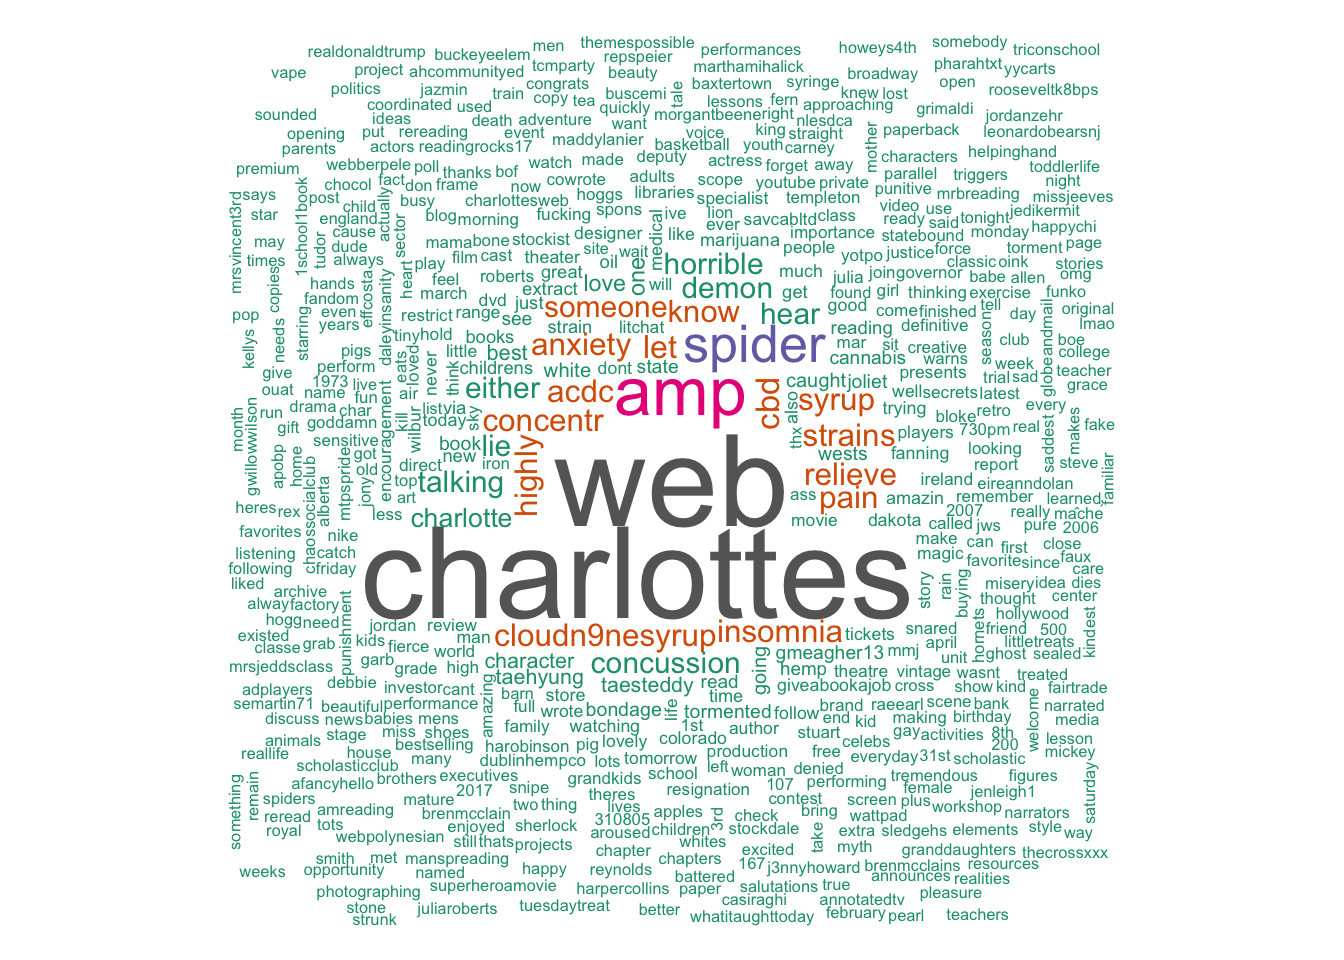 realdonaldtrump buckeyeelem men themespossible performances howeys4th somebody triconschool
vape project ahcommunityed tcmparty repspeier marthamihalick broadway pharahtxt yycarts
politics jazmin train congrats beauty buscemi tale baxtertown syringe knew lost open rooseveltk8bps
sounded coordinated used copy tea quickly lessons fern approaching grimaldi jordanzehr
ideas death adventure want morgantbeeneright nlesdca
opening put rereading event maddylanier voice king straight mother paperback leonardobearsnj
parents actors readingrocks17 basketball youth carney characters helpinghand
premium webberpele poll thanks bof watch made deputy actress forget away parallel triggers toddlerlife
mrsvincent3rd says chocol fact don frame now cowrote adults scope youtube private punitive mrbreading night
1school1book post child actually busy charlottesweb hoggs libraries specialist templeton video use missjeeves
star england blog morning fucking spons medical ive lion savcabltd class ready said tonight jedikermit
may tudor cause sector mama bone stockist designer like ever marijuana importance statebound monday happychi
times dude always heart play film cast theater site wait people yotpo justice force torment page
copies hands effcosta feel roberts great oil one horrible much julia joingovernor classic oink stories
fandom daleyinsanity march extract love will demon get found girl thinking babe allen omg
starring even restrict range dvd just someone know hear good come exercise funko
pop years tiny hold see strain litchat reading finished tell day original
kellys needs pigs books anxiety let spider mar sit definitive season club lmao
perform eats loved little best state cannabis creative warns boe globeandmail
give 1973 live air never think childrens white dont caught joliet presents week college
ouat name fun either acdc amp cbd also syrup well secrets trial sad teacher
run drama char kill list via concentr trying latest grace
month gift goddamn encouragement wilbur today sky thx strains bloke retro every
gwillowwilson sensitive book lie players 730pm real saddest makes fake
apobp home mtpspride got direct new iron highly web wests fanning looking steve familiar
old top talking relieve report
heres rex chaossocialclub alberta jony art ass pain ireland eireanndolan
less amazin remember learned
favorites nike charlotte movie dakota 2007 really mache
called jws pure 2006
listening catch charlottes make can first close
following friday magic favorite since faux
liked archive story rain buying misery idea dies care
alway factory thought center
hogg need punishment jordan review hornets hollywood
existed grab kids man cloudn9nesyrup insomnia tickets snared friend 500 kindest
classe fierce world april littletreats
mrsjeddsclass garb grade high character concussion going gmeagher13 mmj unit ghost sealed
debbie investor cant taehyung hemp theatre vintage wasnt treated
adplayers barn store taesteddy read giveabookajob cross show kind fairtrade
semartin71 beautiful performance amazing full wrote bondage life time tormented follow brand raeearl scene bank narrated
discuss news babies mens 1st end kid making birthday welcome media
stage miss shoes family watching author stuart gay activities 8th
animals bestselling harobinson pig lovely colorado celebs 200 lesson
reallife house many dublinhempco lots tomorrow production free everyday 31st scholastic mickey
scholasticclub left woman denied
something remain afancyhello brothers executives grandkids school tremendous figures saturday
spiders 2017 snipe theres resignation 107 performing female jenleigh1
reread amreading mature two thing lives apples 3rd contest screen plus workshop narrators
royal tots brenmcclain 310805 check bring wattpad
enjoyed sherlock aroused children stockdale take extra sledgehs elements style way
webpolynesian still thats projects whites excited myth
smith met manspreading chapter chapters granddaughters thecrossxxx
weeks opportunity named happy reynolds battered 167 j3nnyhoward brenmcclains resources
photographing superheroamovie harpercollins paper salutations true announces realities
stone juliaroberts tuesdaytreat better casiraghi annotatedtv pleasure
strunk whatitaughttoday february pearl teachers